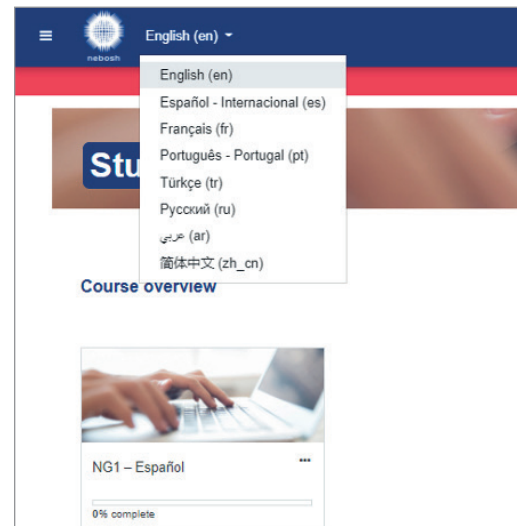 nebosh
English (en)
English (en)
Español - Internacional (es)
Français (fr)
Português - Portugal (pt)
Türkçe (tr)
Русский (ru)
عربي (ar)
简体中文 (zh_cn)
Stu
Course overview
NG1 – Español
0% complete